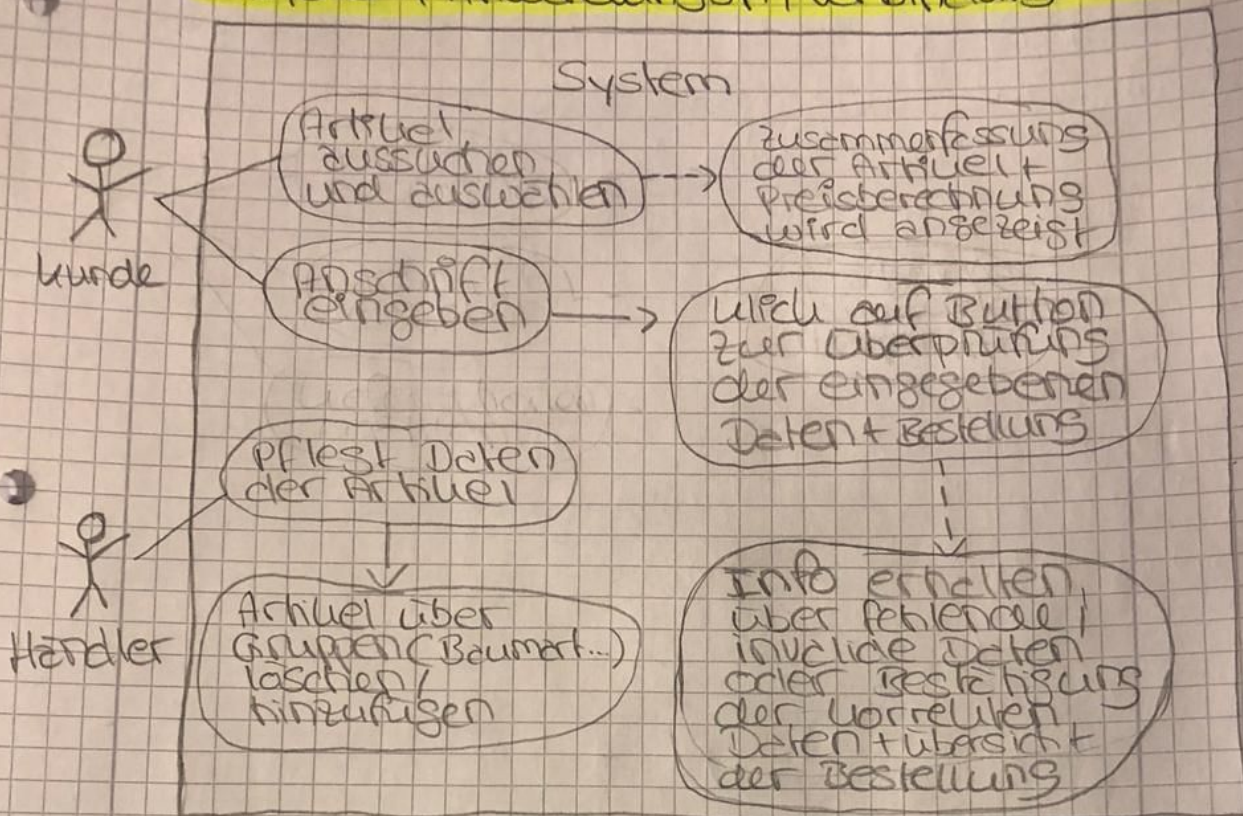 System
Artikel
aussuchen
und auswählen
Zusammenfassung
der Artikel +
Preisberechnung
wird angezeigt
Kunde
Anschrift
eingeben
Klick auf Button
zur Überprüfung
der eingegebenen
Daten + Bestellung
pflegt Daten
der Artikel
Händler
Artikel über
Gruppen (Baumart...)
löschen/
hinzufügen
Info erhalten,
über fehlende/
invalide Daten
oder Bestätigung
der korrekten
Daten + Übersicht
der Bestellung